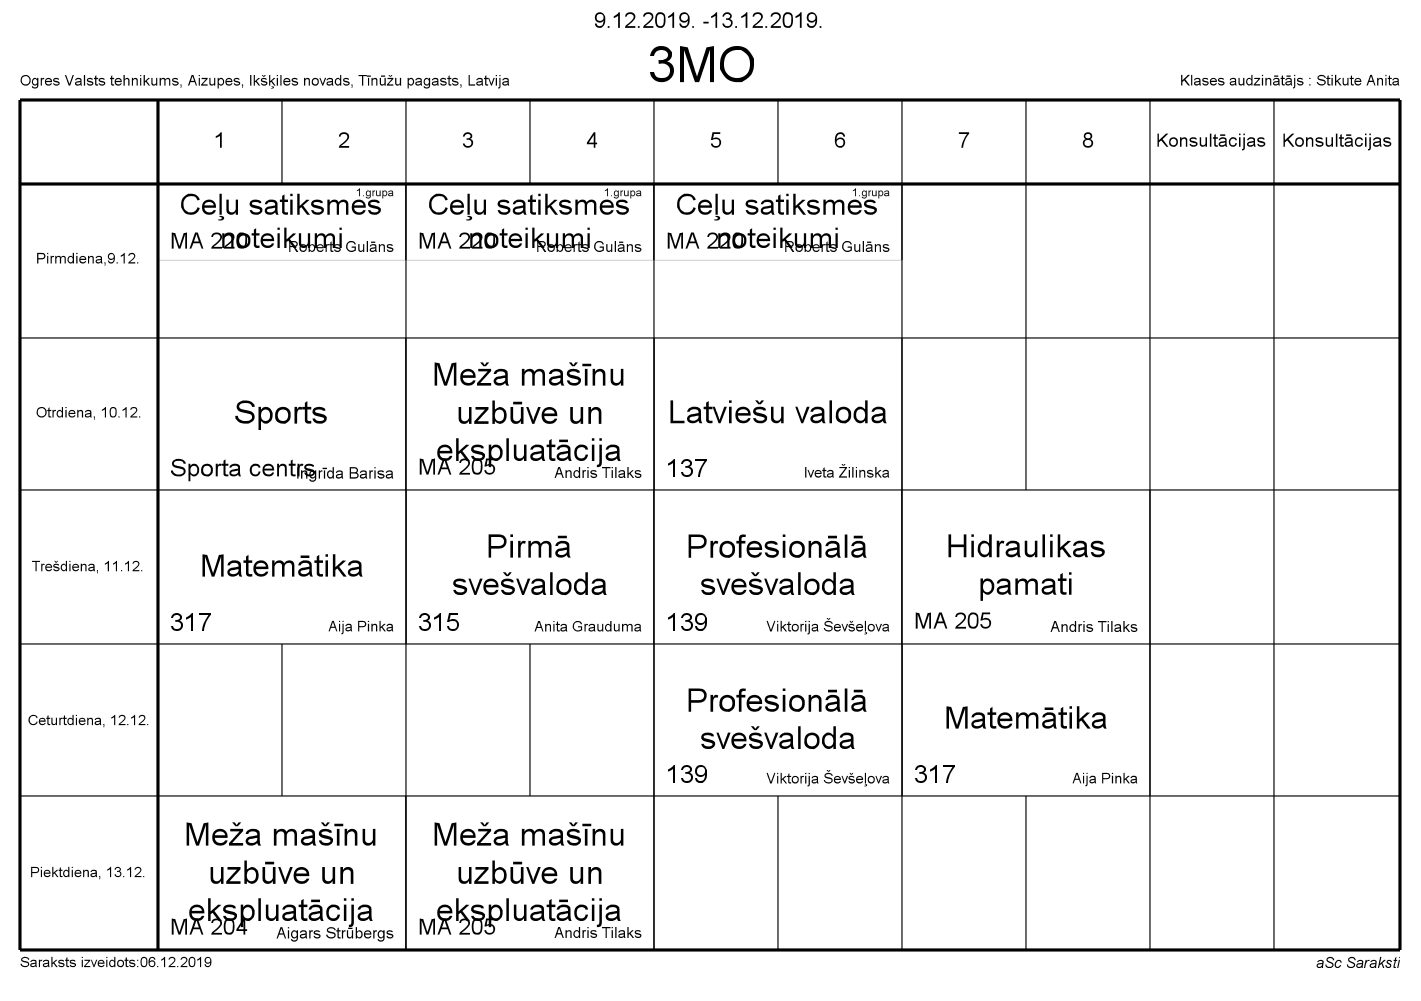 9.12.2019. -13.12.2019.
3MO
Ogres Valsts tehnikums, Aizupes, Ikšķiles novads, Tīnūžu pagasts, Latvija
Klases audzinātājs : Stikute Anita
1 2 3 4 5 6 7 8 Konsultācijas Konsultācijas
Pirmdiena,9.12.
1.grupa
Ceļu satiksmes
noteikumi
MA 220
Roberts Gulāns
1.grupa
Ceļu satiksmes
noteikumi
MA 220
Roberts Gulāns
1.grupa
Ceļu satiksmes
noteikumi
MA 220
Roberts Gulāns
Otrdiena, 10.12.
Sports
Sporta centrs
Ingrīda Barisa
Meža mašīnu
uzbūve un
ekspluatācija
MA 205
Andris Tilaks
Latviešu valoda
137
Iveta Žilinska
Trešdiena, 11.12.
Matemātika
317
Aija Pinka
Pirmā
svešvaloda
315
Anita Grauduma
Profesionālā
svešvaloda
139
Viktorija Ševšeļova
Hidraulikas
pamati
MA 205
Andris Tilaks
Ceturtdiena, 12.12.
Profesionālā
svešvaloda
139
Viktorija Ševšeļova
Matemātika
317
Aija Pinka
Piektdiena, 13.12.
Meža mašīnu
uzbūve un
ekspluatācija
MA 204
Aigars Strūbergs
Meža mašīnu
uzbūve un
ekspluatācija
MA 205
Andris Tilaks
Saraksts izveidots:06.12.2019
aSc Saraksti